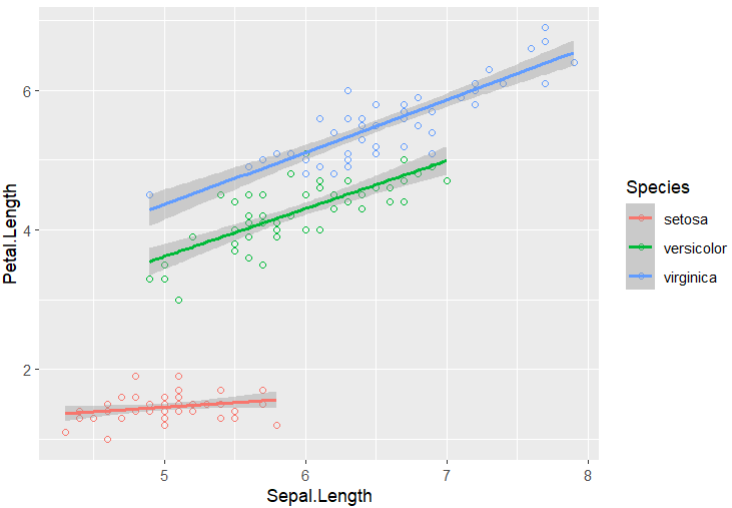 6
4
2
5
6
7
8
Petal.Length
Sepal.Length
Species
setosa
versicolor
virginica